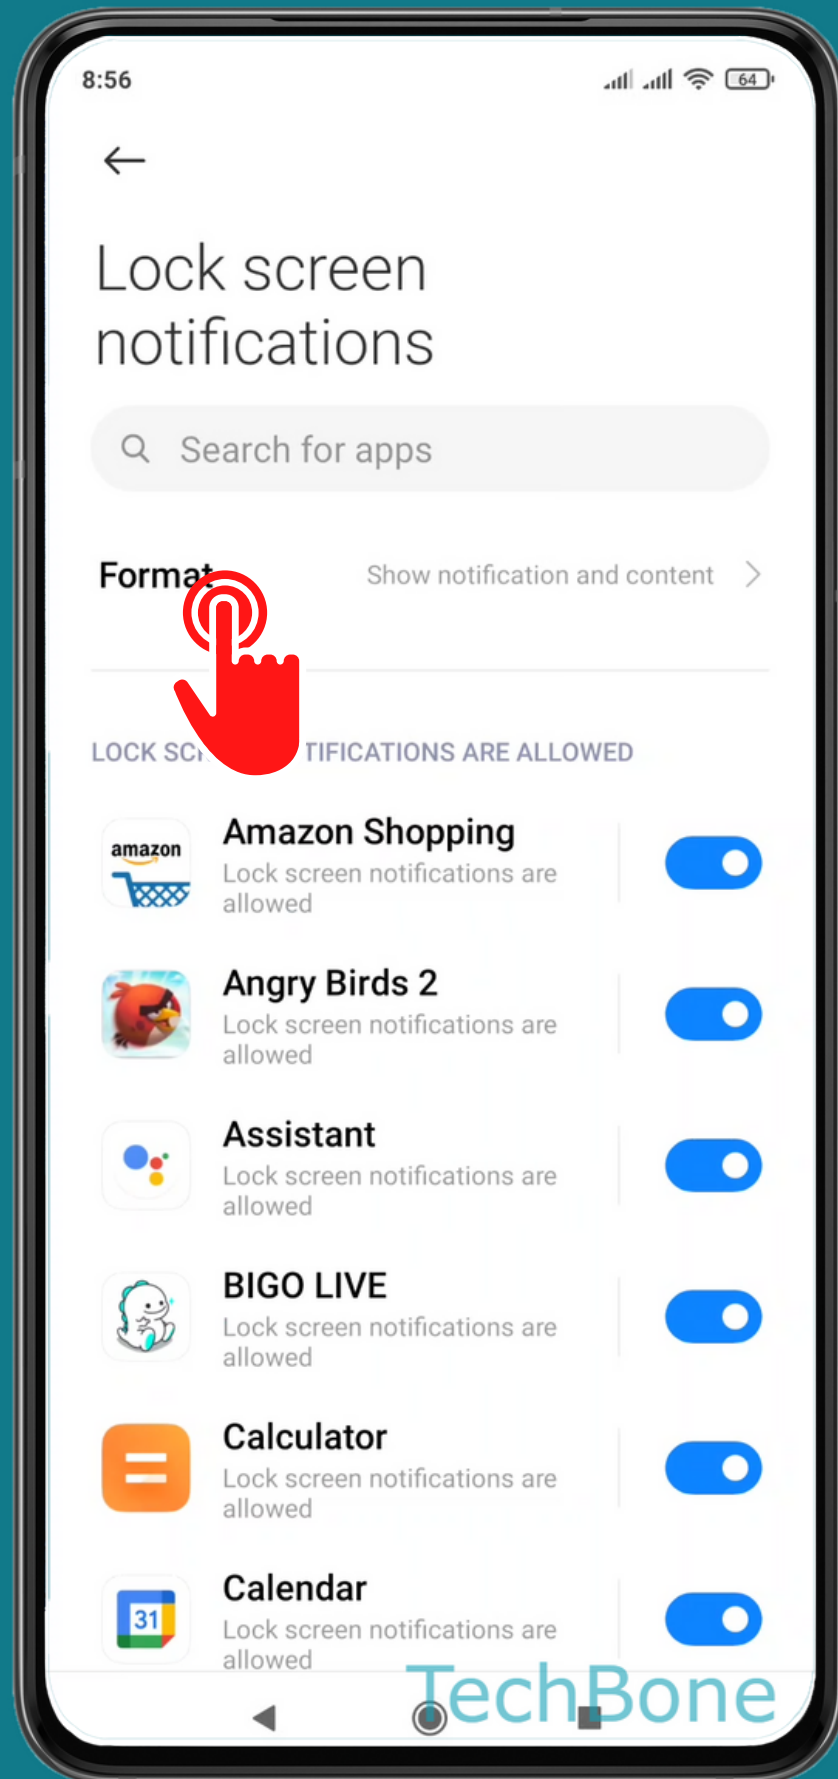 8:56
64
Lock screen
notifications
Search for apps
Format
Show notification and content
LOCK TIFICATIONS ARE ALLOWED
amazon
Amazon Shopping
Lock screen notifications are
allowed
Angry Birds 2
Lock screen notifications are
allowed
Assistant
Lock screen notifications are
allowed
BIGO LIVE
Lock screen notifications are
allowed
Calculator
Lock screen notifications are
allowed
31
Calendar
Lock screen notifications are
allowed
TechBone